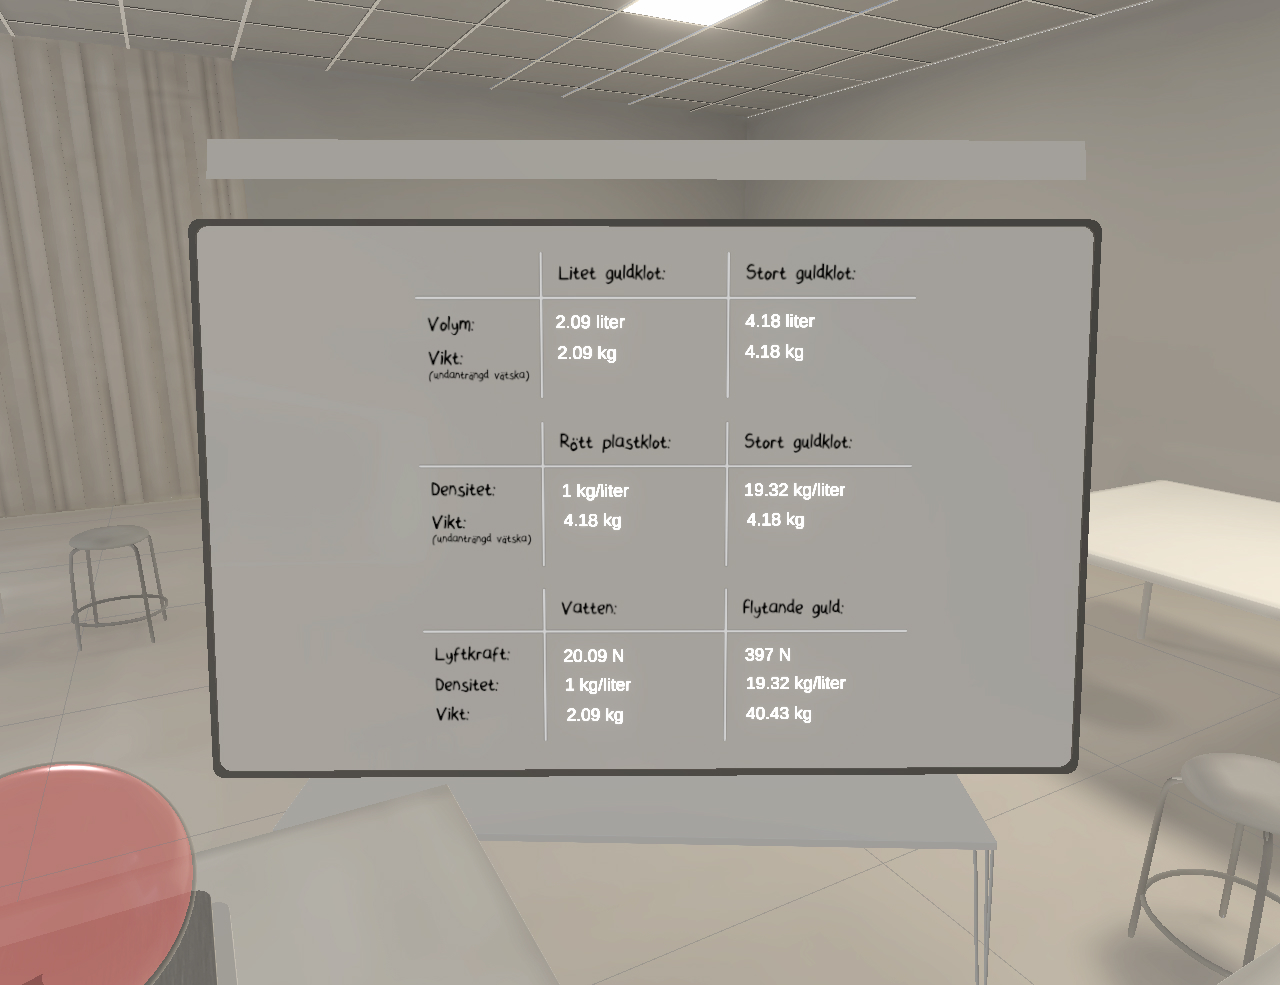 Litet guldklot: Stort guldklot:
Volym: 2.09 liter 4.18 liter
Vikt: 2.09 kg 4.18 kg
(undanträngd vätska)
Rött plastklot: Stort guldklot:
Densitet: 1 kg/liter 19.32 kg/liter
Vikt: 4.18 kg 4.18 kg
(undanträngd vätska)
Vatten: Flytande guld:
Lyftkraft: 20.09 N 397 N
Densitet: 1 kg/liter 19.32 kg/liter
Vikt: 2.09 kg 40.43 kg